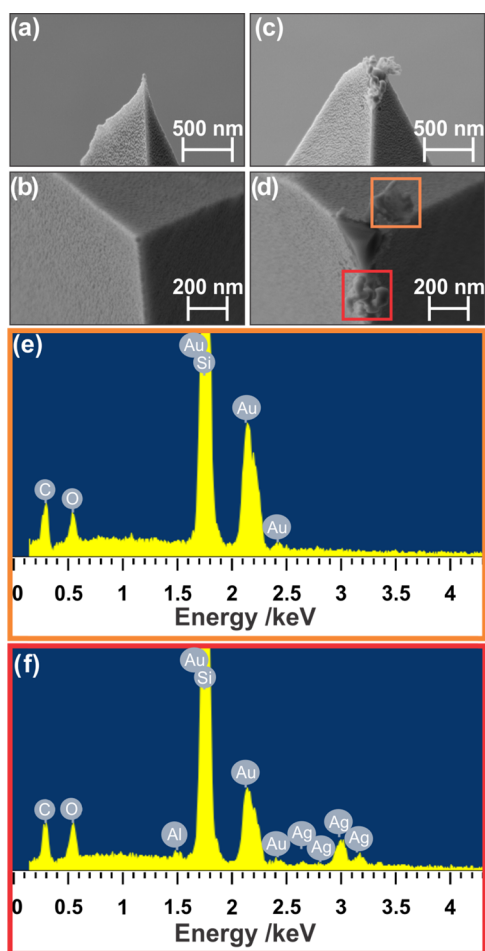 (a) (c)
500 nm 500 nm
(b) (d)
200 nm 200 nm
(e)
Au
Si
Au
C
O
Au
0 0.5 1 1.5 2 2.5 3 3.5 4
Energy /keV
(f)
Au
Si
Au
C O
Al Au Ag Ag Ag Ag
0 0.5 1 1.5 2 2.5 3 3.5 4
Energy /keV